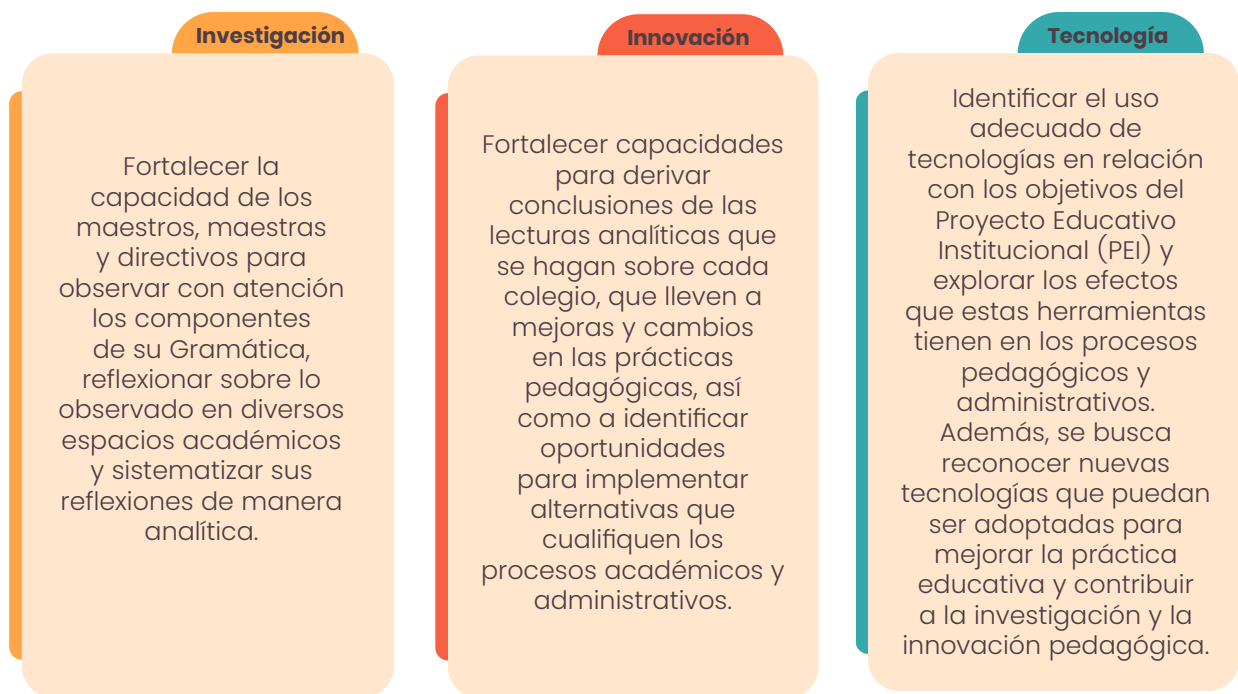 Investigación
Fortalecer la
capacidad de los
maestros, maestras
y directivos para
observar con atención
los componentes
de su Gramática,
reflexionar sobre lo
observado en diversos
espacios académicos
y sistematizar sus
reflexiones de manera
analítica.
Innovación
Fortalecer capacidades
para derivar
conclusiones de las
lecturas analíticas que
se hagan sobre cada
colegio, que lleven a
mejoras y cambios
en las prácticas
pedagógicas, así
como a identificar
oportunidades
para implementar
alternativas que
cualifiquen los
procesos académicos y
administrativos.
Tecnología
Identificar el uso
adecuado de
tecnologías en relación
con los objetivos del
Proyecto Educativo
Institucional (PEI) y
explorar los efectos
que estas herramientas
tienen en los procesos
pedagógicos y
administrativos.
Además, se busca
reconocer nuevas
tecnologías que puedan
ser adoptadas para
mejorar la práctica
educativa y contribuir
a la investigación y la
innovación pedagógica.